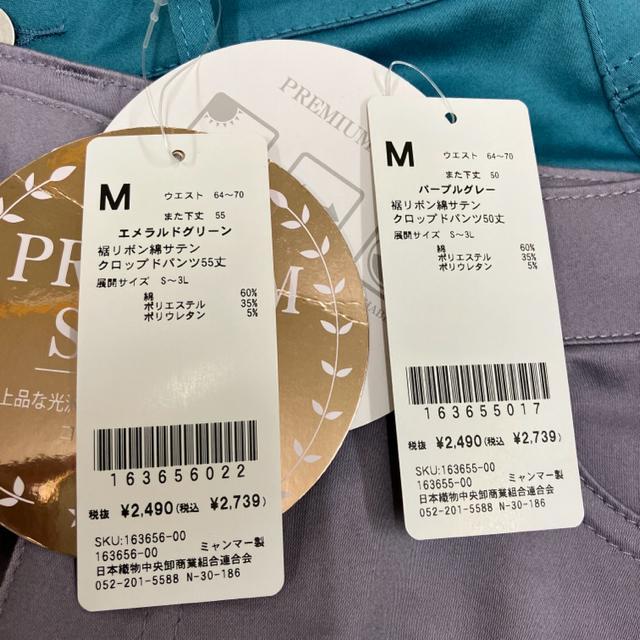 M ウエスト 64～70
また下丈 55
エメラルドグリーン
裾リボン綿サテン
クロップドパンツ55丈
展開サイズ S～3L
綿 60%
ポリエステル 35%
ポリウレタン 5%
163656022
税抜 ¥2,490(税込 ¥2,739)
SKU:163656-00
163656-00 ミャンマー製
日本織物中央卸商業組合連合会
052-201-5588 N-30-186
M ウエスト 64～70
また下丈 50
パープルグレー
裾リボン綿サテン
クロップドパンツ50丈
展開サイズ S～3L
綿 60%
ポリエステル 35%
ポリウレタン 5%
163655017
税抜 ¥2,490(税込 ¥2,739)
SKU:163655-00
163655-00 ミャンマー製
日本織物中央卸商業組合連合会
052-201-5588 N-30-186
PREMIUM
PR M
S
上品な光